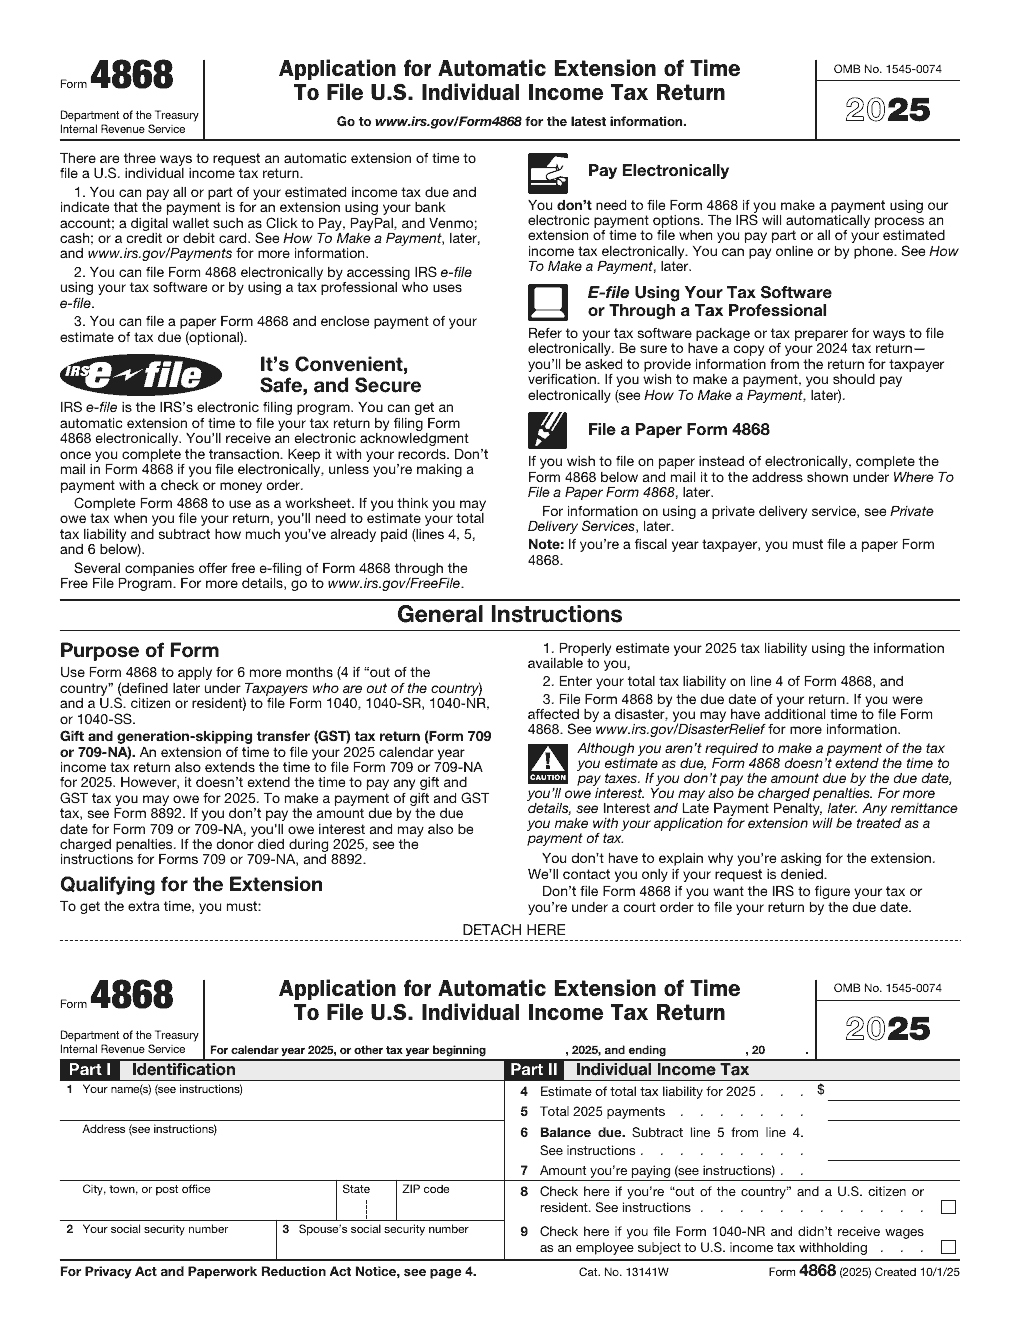 Form 4868
Department of the Treasury
Internal Revenue Service
Application for Automatic Extension of Time
To File U.S. Individual Income Tax Return
Go to www.irs.gov/Form4868 for the latest information.
OMB No. 1545-0074
2025
There are three ways to request an automatic extension of time to
file a U.S. individual income tax return.
1. You can pay all or part of your estimated income tax due and
indicate that the payment is for an extension using your bank
account; a digital wallet such as Click to Pay, PayPal, and Venmo;
cash; or a credit or debit card. See How To Make a Payment, later,
and www.irs.gov/Payments for more information.
2. You can file Form 4868 electronically by accessing IRS e-file
using your tax software or by using a tax professional who uses
e-file.
3. You can file a paper Form 4868 and enclose payment of your
estimate of tax due (optional).
IRS e-file
It's Convenient,
Safe, and Secure
IRS e-file is the IRS's electronic filing program. You can get an
automatic extension of time to file your tax return by filing Form
4868 electronically. You'll receive an electronic acknowledgment
once you complete the transaction. Keep it with your records. Don't
mail in Form 4868 if you file electronically, unless you're making a
payment with a check or money order.
Complete Form 4868 to use as a worksheet. If you think you may
owe tax when you file your return, you'll need to estimate your total
tax liability and subtract how much you've already paid (lines 4, 5,
and 6 below).
Several companies offer free e-filing of Form 4868 through the
Free File Program. For more details, go to www.irs.gov/FreeFile.
Pay Electronically
You don't need to file Form 4868 if you make a payment using our
electronic payment options. The IRS will automatically process an
extension of time to file when you pay part or all of your estimated
income tax electronically. You can pay online or by phone. See How
To Make a Payment, later.
E-file Using Your Tax Software
or Through a Tax Professional
Refer to your tax software package or tax preparer for ways to file
electronically. Be sure to have a copy of your 2024 tax return—
you'll be asked to provide information from the return for taxpayer
verification. If you wish to make a payment, you should pay
electronically (see How To Make a Payment, later).
File a Paper Form 4868
If you wish to file on paper instead of electronically, complete the
Form 4868 below and mail it to the address shown under Where To
File a Paper Form 4868, later.
For information on using a private delivery service, see Private
Delivery Services, later.
Note: If you're a fiscal year taxpayer, you must file a paper Form
4868.
General Instructions
Purpose of Form
Use Form 4868 to apply for 6 more months (4 if "out of the
country" (defined later under Taxpayers who are out of the country)
and a U.S. citizen or resident) to file Form 1040, 1040-SR, 1040-NR,
or 1040-SS.
Gift and generation-skipping transfer (GST) tax return (Form 709
or 709-NA). An extension of time to file your 2025 calendar year
income tax return also extends the time to file Form 709 or 709-NA
for 2025. However, it doesn't extend the time to pay any gift and
GST tax you may owe for 2025. To make a payment of gift and GST
tax, see Form 8892. If you don't pay the amount due by the due
date for Form 709 or 709-NA, you'll owe interest and may also be
charged penalties. If the donor died during 2025, see the
instructions for Forms 709 or 709-NA, and 8892.
Qualifying for the Extension
To get the extra time, you must:
1. Properly estimate your 2025 tax liability using the information
available to you,
2. Enter your total tax liability on line 4 of Form 4868, and
3. File Form 4868 by the due date of your return. If you were
affected by a disaster, you may have additional time to file Form
4868. See www.irs.gov/DisasterRelief for more information.
CAUTION
Although you aren't required to make a payment of the tax
you estimate as due, Form 4868 doesn't extend the time to
pay taxes. If you don't pay the amount due by the due date,
you'll owe interest. You may also be charged penalties. For more
details, see Interest and Late Payment Penalty, later. Any remittance
you make with your application for extension will be treated as a
payment of tax.
You don't have to explain why you're asking for the extension.
We'll contact you only if your request is denied.
Don't file Form 4868 if you want the IRS to figure your tax or
you're under a court order to file your return by the due date.
DETACH HERE
Form 4868
Department of the Treasury
Internal Revenue Service
Application for Automatic Extension of Time
To File U.S. Individual Income Tax Return
For calendar year 2025, or other tax year beginning , 2025, and ending , 20 .
OMB No. 1545-0074
2025
Part I Identification
1 Your name(s) (see instructions)
Address (see instructions)
City, town, or post office State ZIP code
2 Your social security number 3 Spouse's social security number
Part II Individual Income Tax
4 Estimate of total tax liability for 2025 . . . $
5 Total 2025 payments . . . . . . .
6 Balance due. Subtract line 5 from line 4.
See instructions . . . . . . . . .
7 Amount you're paying (see instructions) . .
8 Check here if you're "out of the country" and a U.S. citizen or
resident. See instructions . . . . . . . . . . . .
9 Check here if you file Form 1040-NR and didn't receive wages
as an employee subject to U.S. income tax withholding . . .
For Privacy Act and Paperwork Reduction Act Notice, see page 4. Cat. No. 13141W Form 4868 (2025) Created 10/1/25